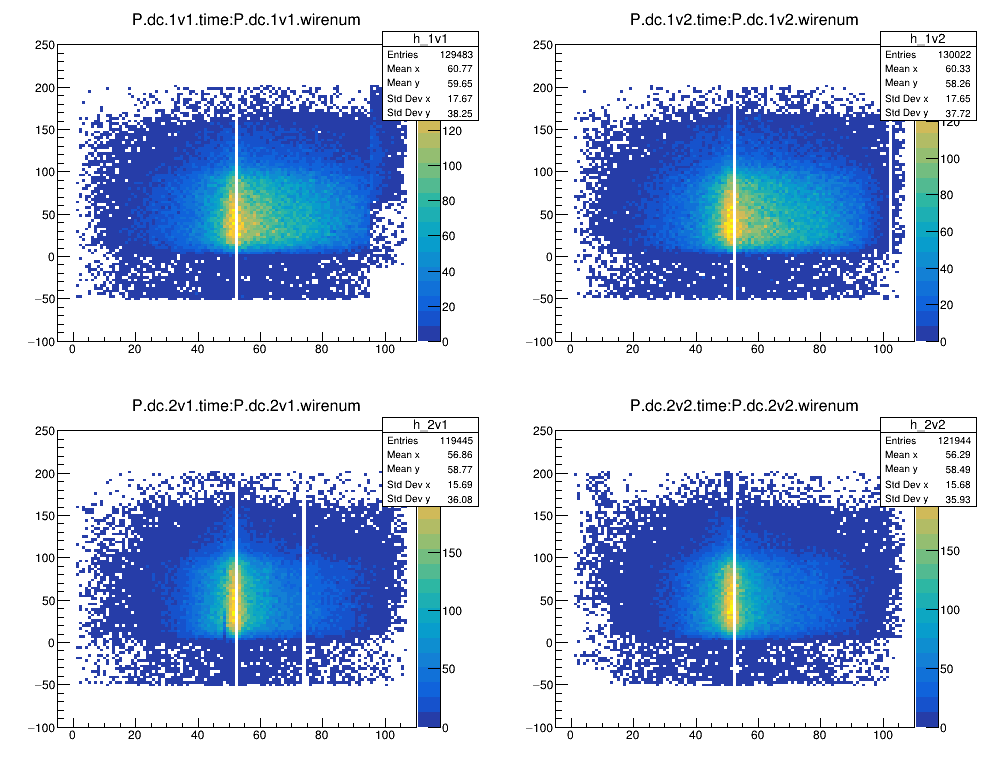 P.dc.1v1.time:P.dc.1v1.wirenum
h_1v1
Entries 129483
Mean x 60.77
Mean y 59.65
Std Dev x 17.67
Std Dev y 38.25
250
200
150
100
50
0
−50
−100
0 20 40 60 80 100
120
100
80
60
40
20
0
P.dc.1v2.time:P.dc.1v2.wirenum
h_1v2
Entries 130022
Mean x 60.33
Mean y 58.26
Std Dev x 17.65
Std Dev y 37.72
250
200
150
100
50
0
−50
−100
0 20 40 60 80 100
120
100
80
60
40
20
0
P.dc.2v1.time:P.dc.2v1.wirenum
h_2v1
Entries 119445
Mean x 56.86
Mean y 58.77
Std Dev x 15.69
Std Dev y 36.08
250
200
150
100
50
0
−50
−100
0 20 40 60 80 100
150
100
50
0
P.dc.2v2.time:P.dc.2v2.wirenum
h_2v2
Entries 121944
Mean x 56.29
Mean y 58.49
Std Dev x 15.68
Std Dev y 35.93
250
200
150
100
50
0
−50
−100
0 20 40 60 80 100
150
100
50
0